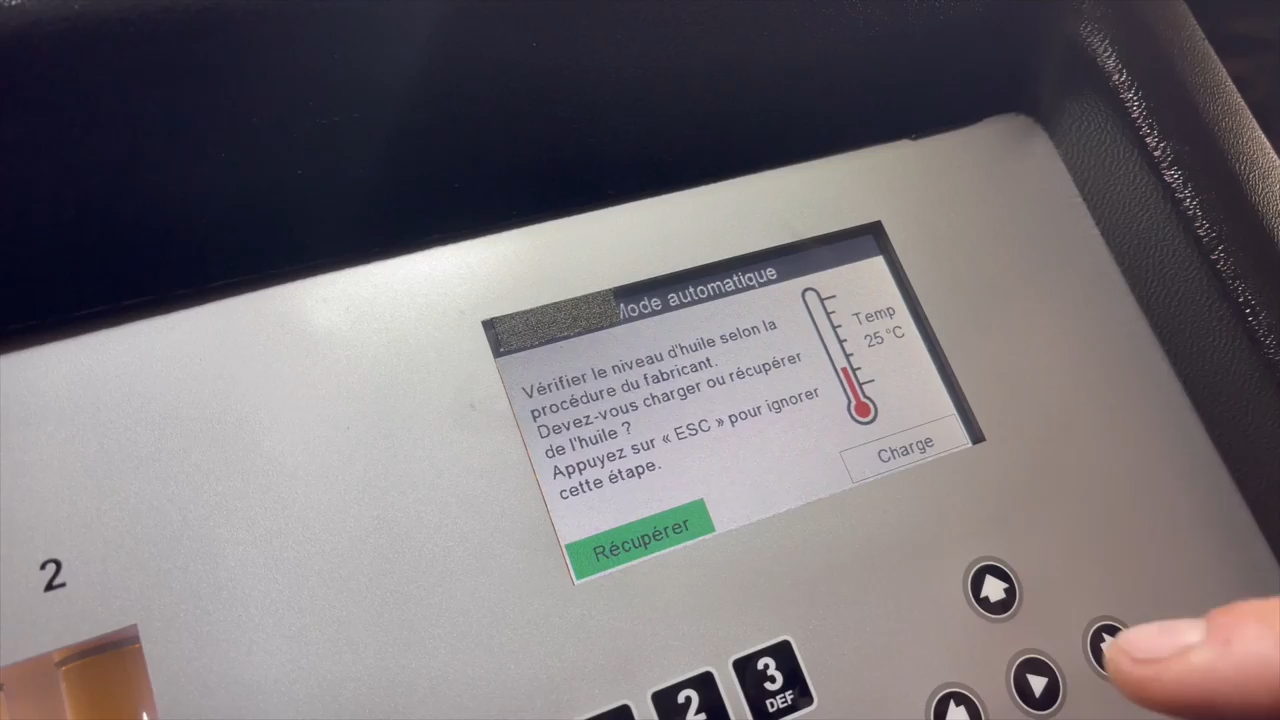 Mode automatique
Vérifier le niveau d'huile selon la
procédure du fabricant.
Devez-vous charger ou récupérer
de l'huile ?
Appuyez sur « ESC » pour ignorer
cette étape.
Temp
25 °C
Charge
Récupérer
2
2
3
DEF